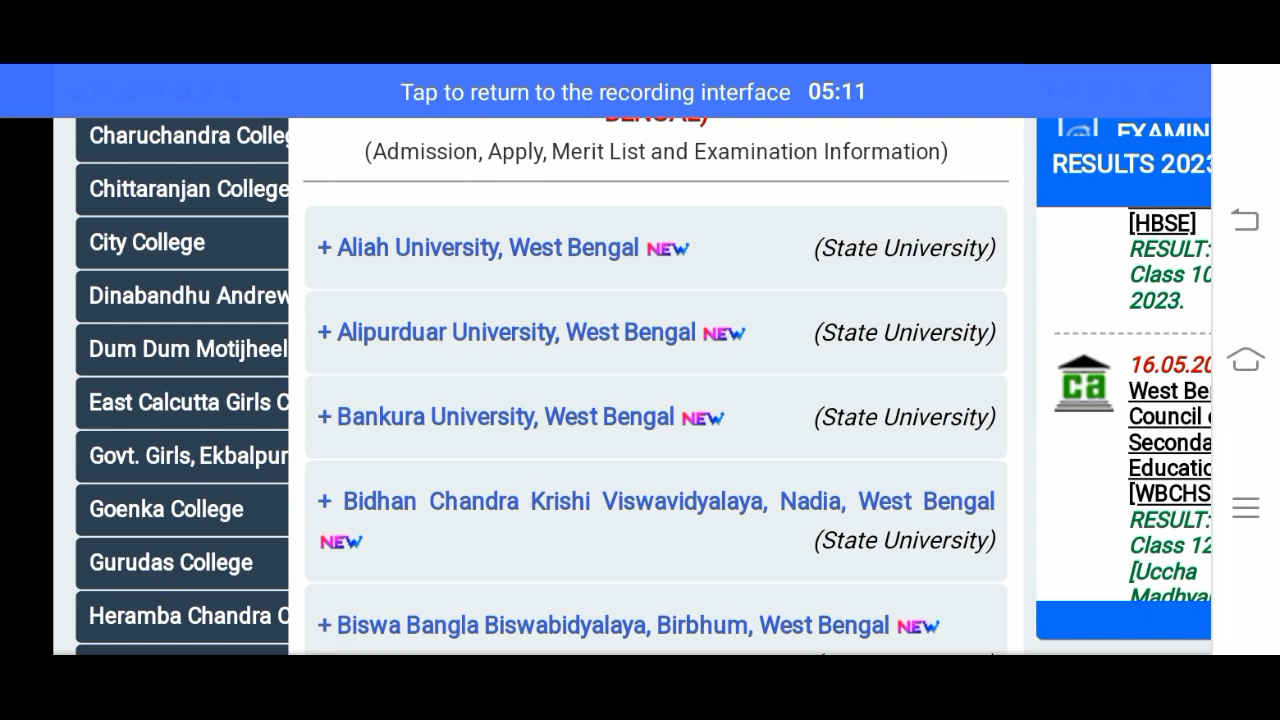 Tap to return to the recording interface 05:11
Charuchandra Colleg
Chittaranjan College
City College
Dinabandhu Andrew
Dum Dum Motijheel
East Calcutta Girls C
Govt. Girls, Ekbalpur
Goenka College
Gurudas College
Heramba Chandra C
BENGAL)
(Admission, Apply, Merit List and Examination Information)
+ Aliah University, West Bengal NEW (State University)
+ Alipurduar University, West Bengal NEW (State University)
+ Bankura University, West Bengal NEW (State University)
+ Bidhan Chandra Krishi Viswavidyalaya, Nadia, West Bengal
NEW (State University)
+ Biswa Bangla Biswabidyalaya, Birbhum, West Bengal NEW
EXAMIN
RESULTS 2023
[HBSE]
RESULT:
Class 10
2023.
ca
16.05.20
West Be
Council
Seconda
Educatio
[WBCHS
RESULT:
Class 12
[Uccha
Madhya